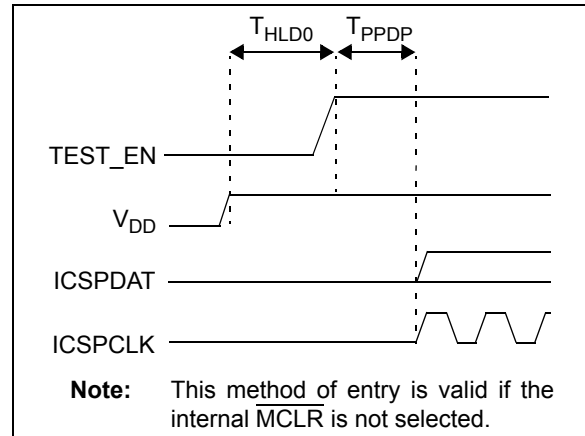 THLD0 TPPDP
TEST_EN
VDD
ICSPDAT
ICSPCLK
Note: This method of entry is valid if the
internal MCLR is not selected.